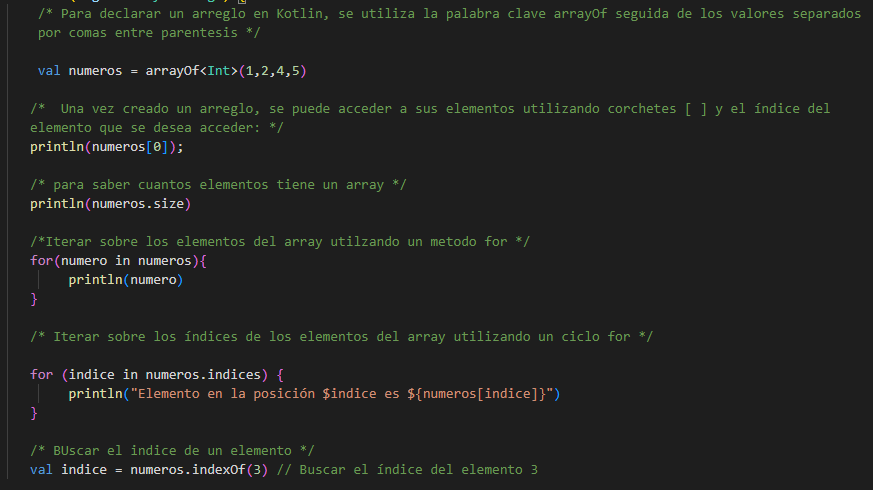 /* Para declarar un arreglo en Kotlin, se utiliza la palabra clave arrayOf seguida de los valores separados
por comas entre parentesis */
val numeros = arrayOf<Int>(1,2,4,5)
/*  Una vez creado un arreglo, se puede acceder a sus elementos utilizando corchetes [ ] y el índice del
elemento que se desea acceder: */
println(numeros[0]);
/* para saber cuantos elementos tiene un array */
println(numeros.size)
/*Iterar sobre los elementos del array utilzando un metodo for */
for(numero in numeros){
println(numero)
}
/* Iterar sobre los índices de los elementos del array utilizando un ciclo for */
for (indice in numeros.indices) {
println("Elemento en la posición $indice es ${numeros[indice]}")
}
/* BUscar el indice de un elemento */
val indice = numeros.indexOf(3) // Buscar el índice del elemento 3